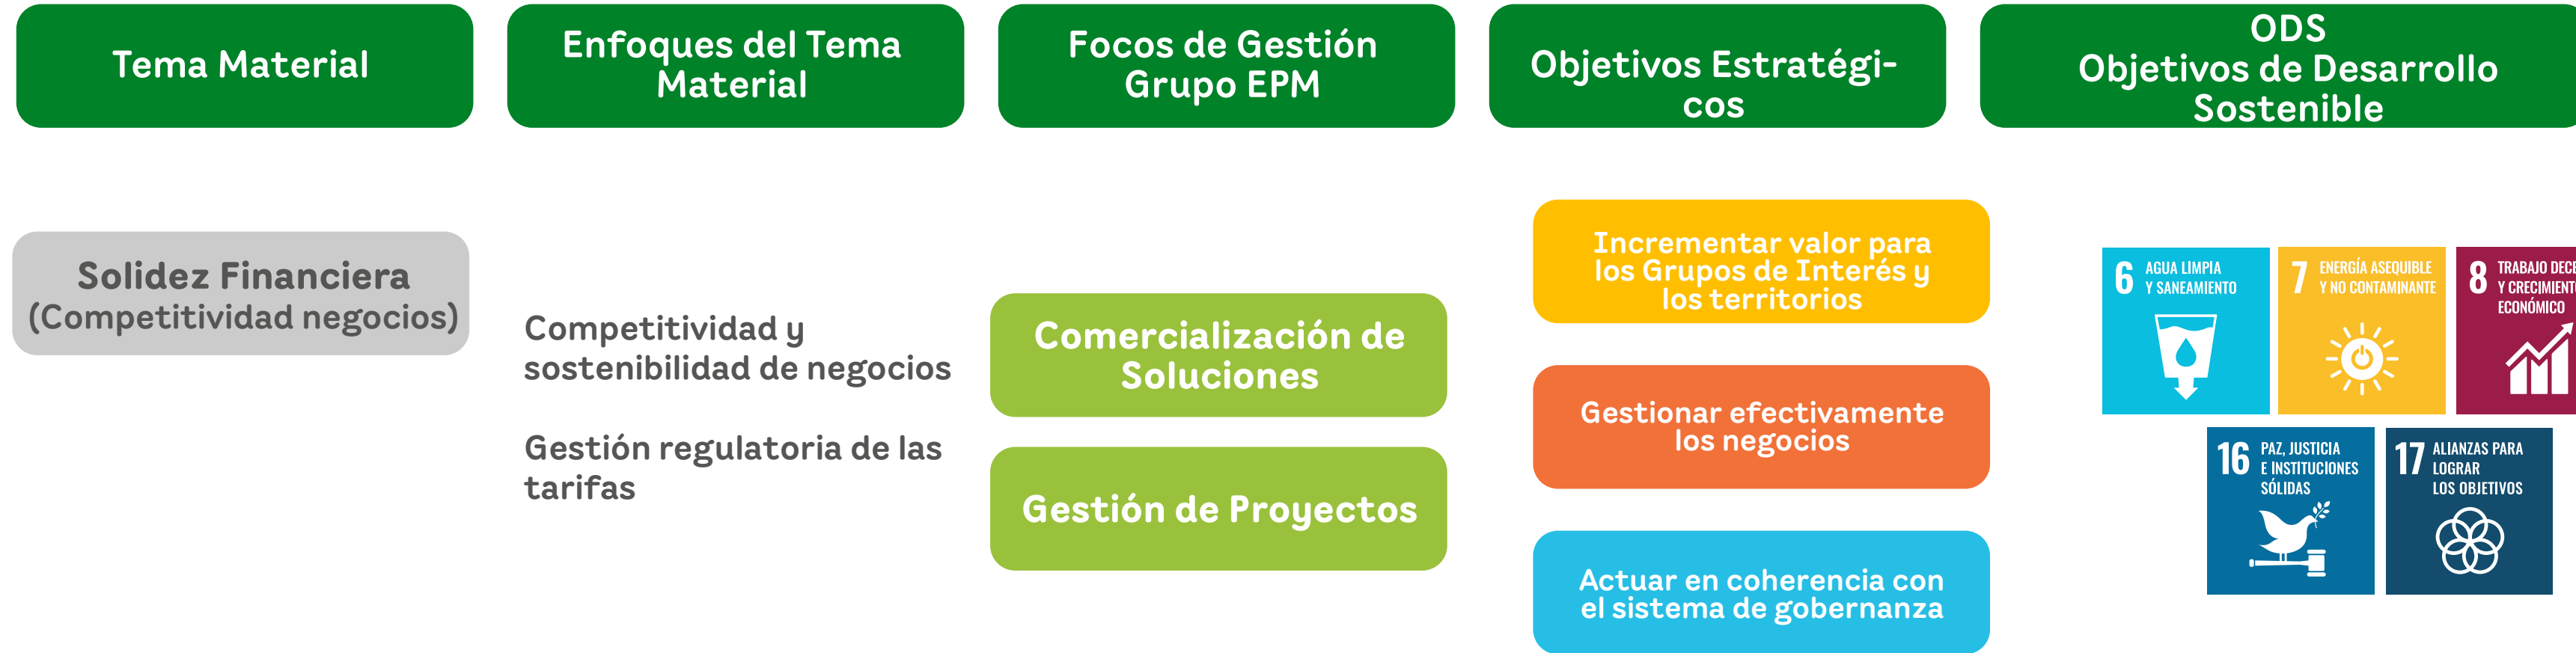 Tema Material
Enfoques del Tema
Material
Focos de Gestión
Grupo EPM
Objetivos Estratégi-
cos
ODS
Objetivos de Desarrollo
Sostenible
Solidez Financiera
(Competitividad negocios)
Competitividad y
sostenibilidad de negocios
Gestión regulatoria de las
tarifas
Comercialización de
Soluciones
Gestión de Proyectos
Incrementar valor para
los Grupos de Interés y
los territorios
Gestionar efectivamente
los negocios
Actuar en coherencia con
el sistema de gobernanza
6 AGUA LIMPIA
Y SANEAMIENTO
7 ENERGÍA ASEQUIBLE
Y NO CONTAMINANTE
8 TRABAJO
Y CRECIMIENTO
ECONÓMICO
16 PAZ, JUSTICIA
E INSTITUCIONES
SÓLIDAS
17 ALIANZAS PARA
LOGRAR
LOS OBJETIVOS